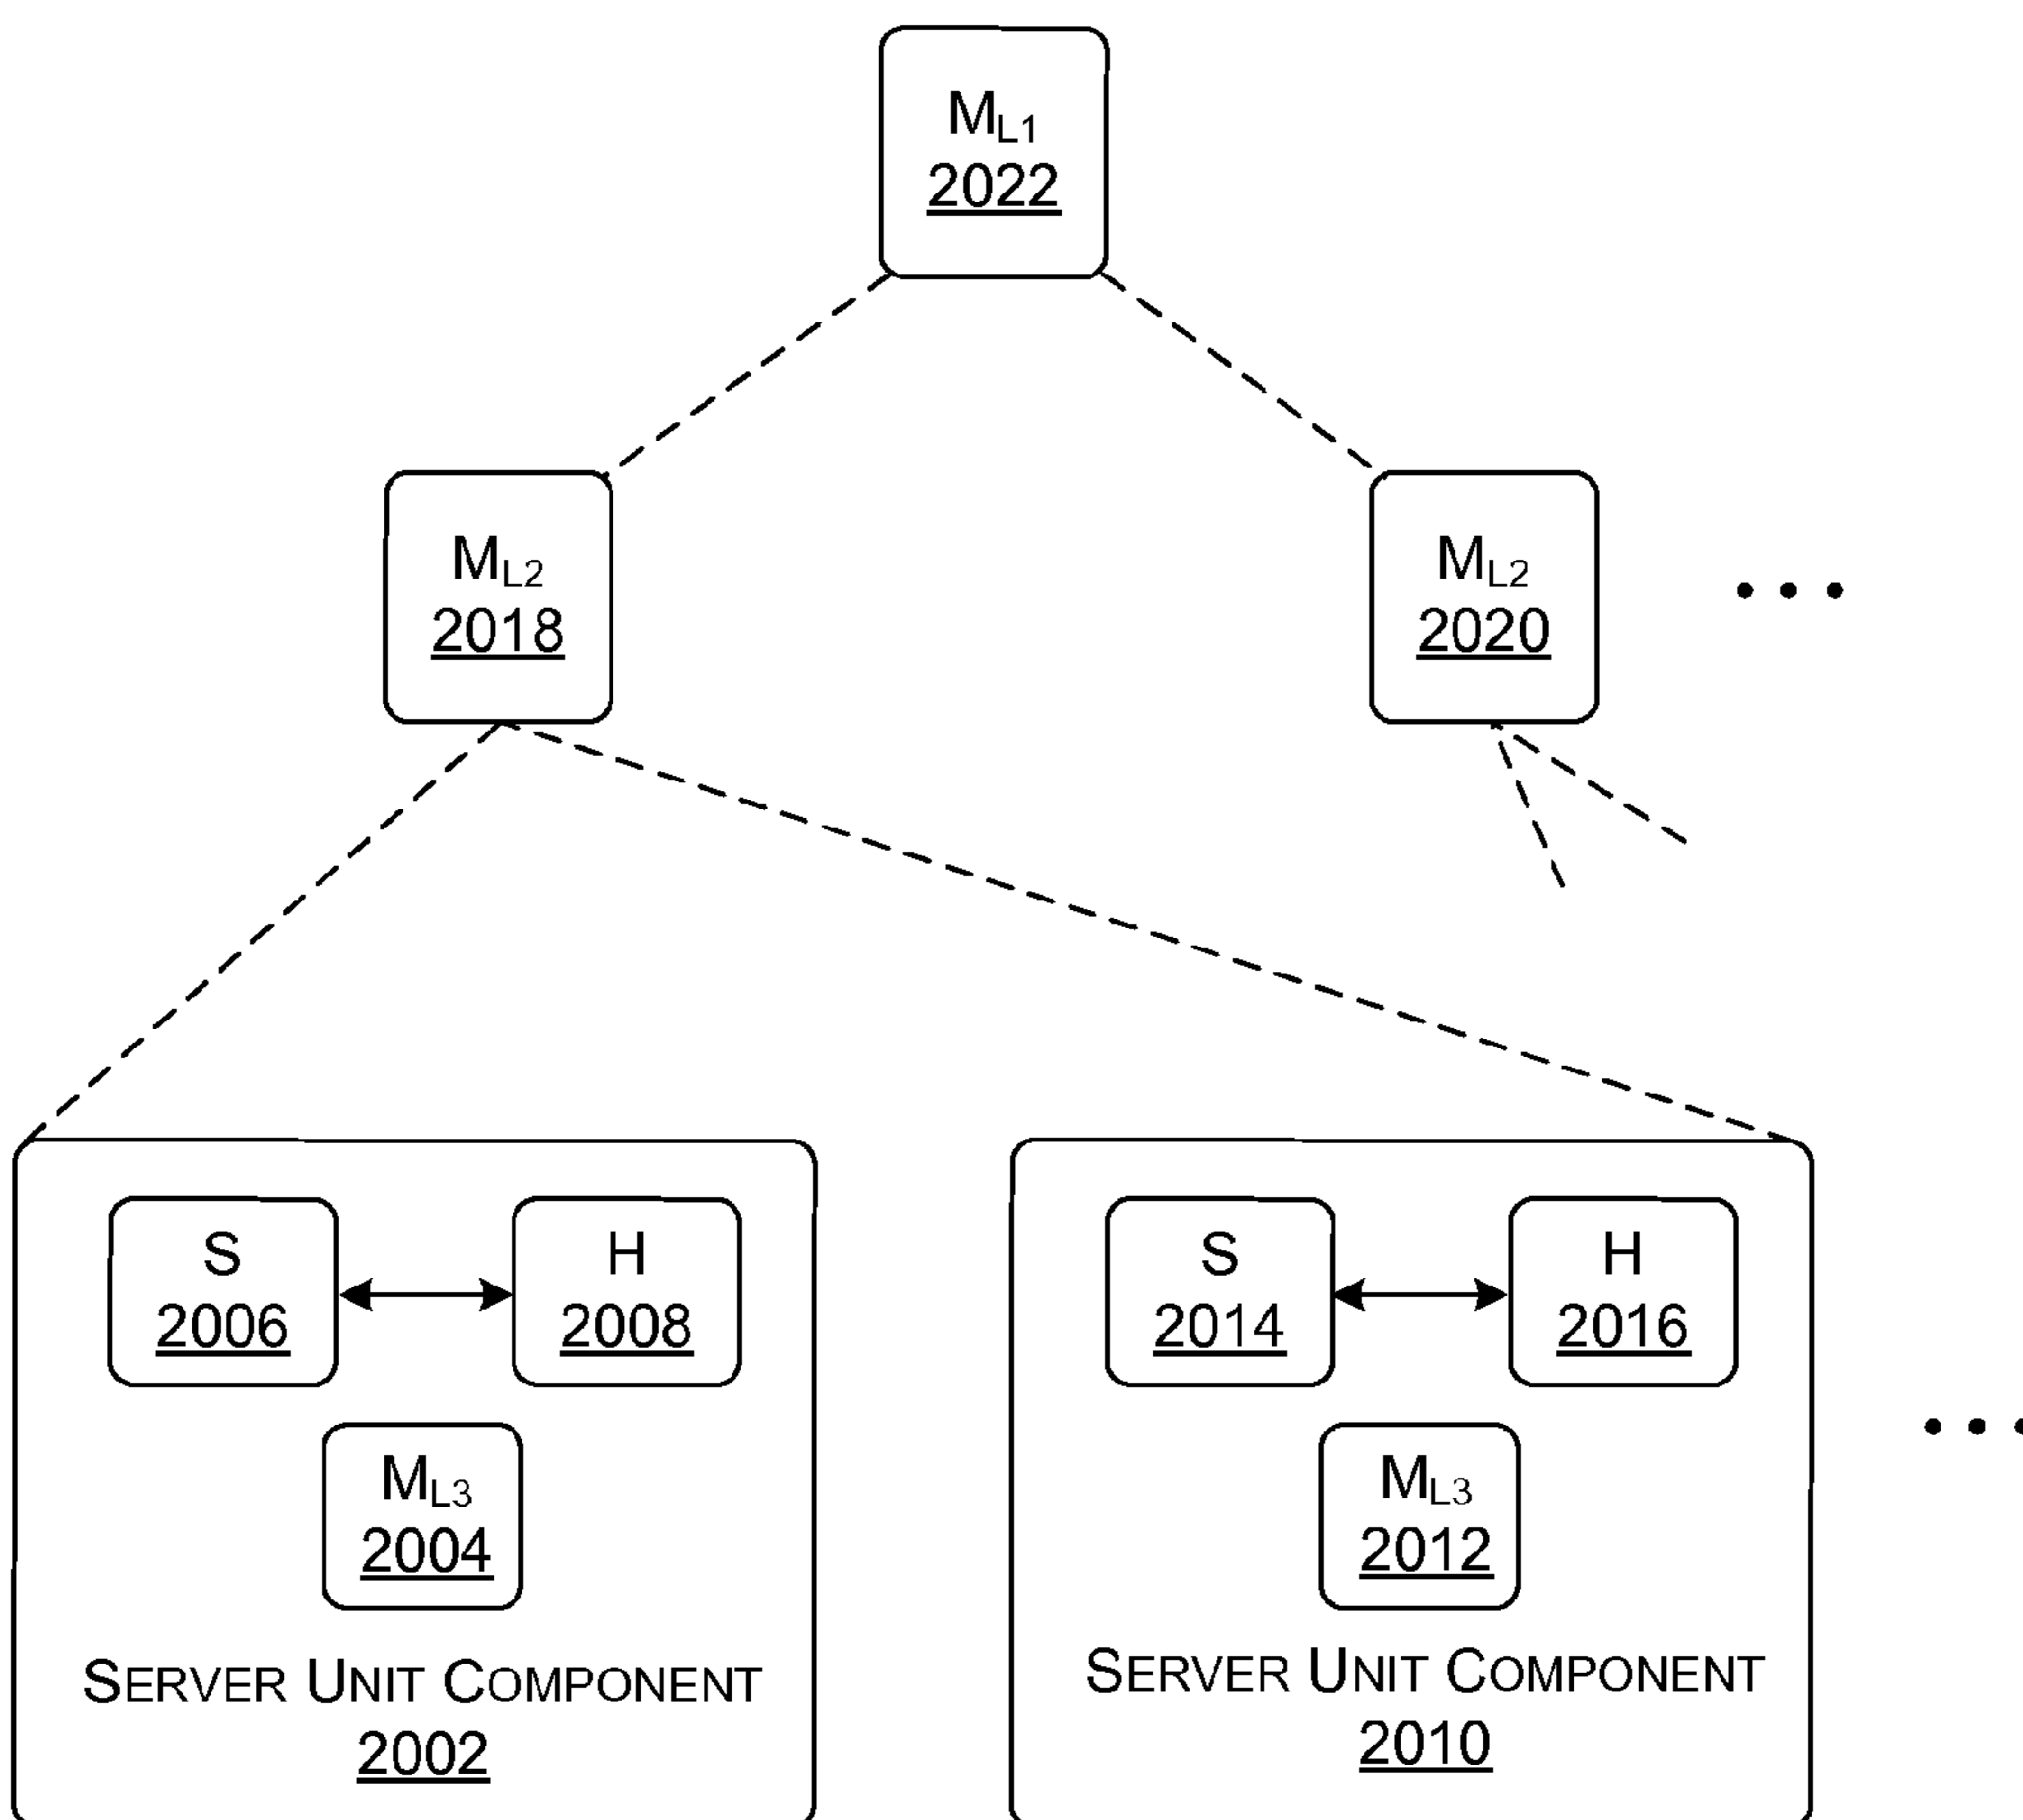 ML1
2022
ML2
2018
ML2
2020
• • •
S
2006
H
2008
ML3
2004
SERVER UNIT COMPONENT
2002
S
2014
H
2016
ML3
2012
SERVER UNIT COMPONENT
2010
• • •